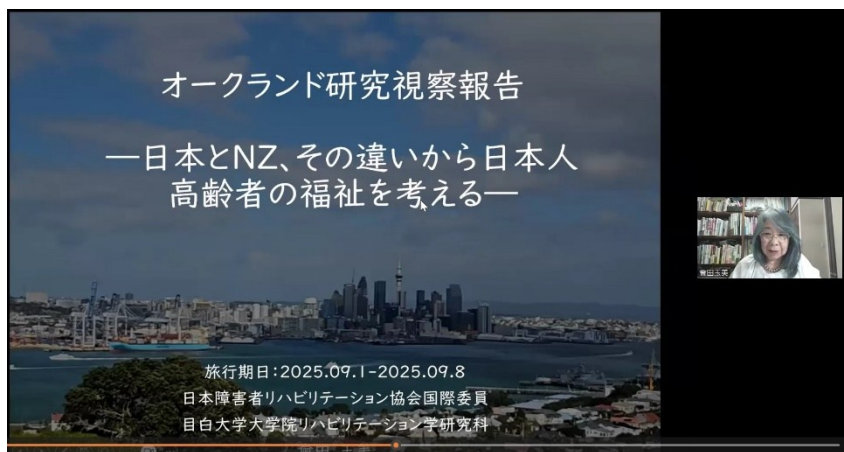 オークランド研究視察報告
―日本とNZ、その違いから日本人
高齢者の福祉を考える―
旅行期日：2025.09.1-2025.09.8
日本障害者リハビリテーション協会国際委員
目白大学大学院リハビリテーション学研究科
會田玉美